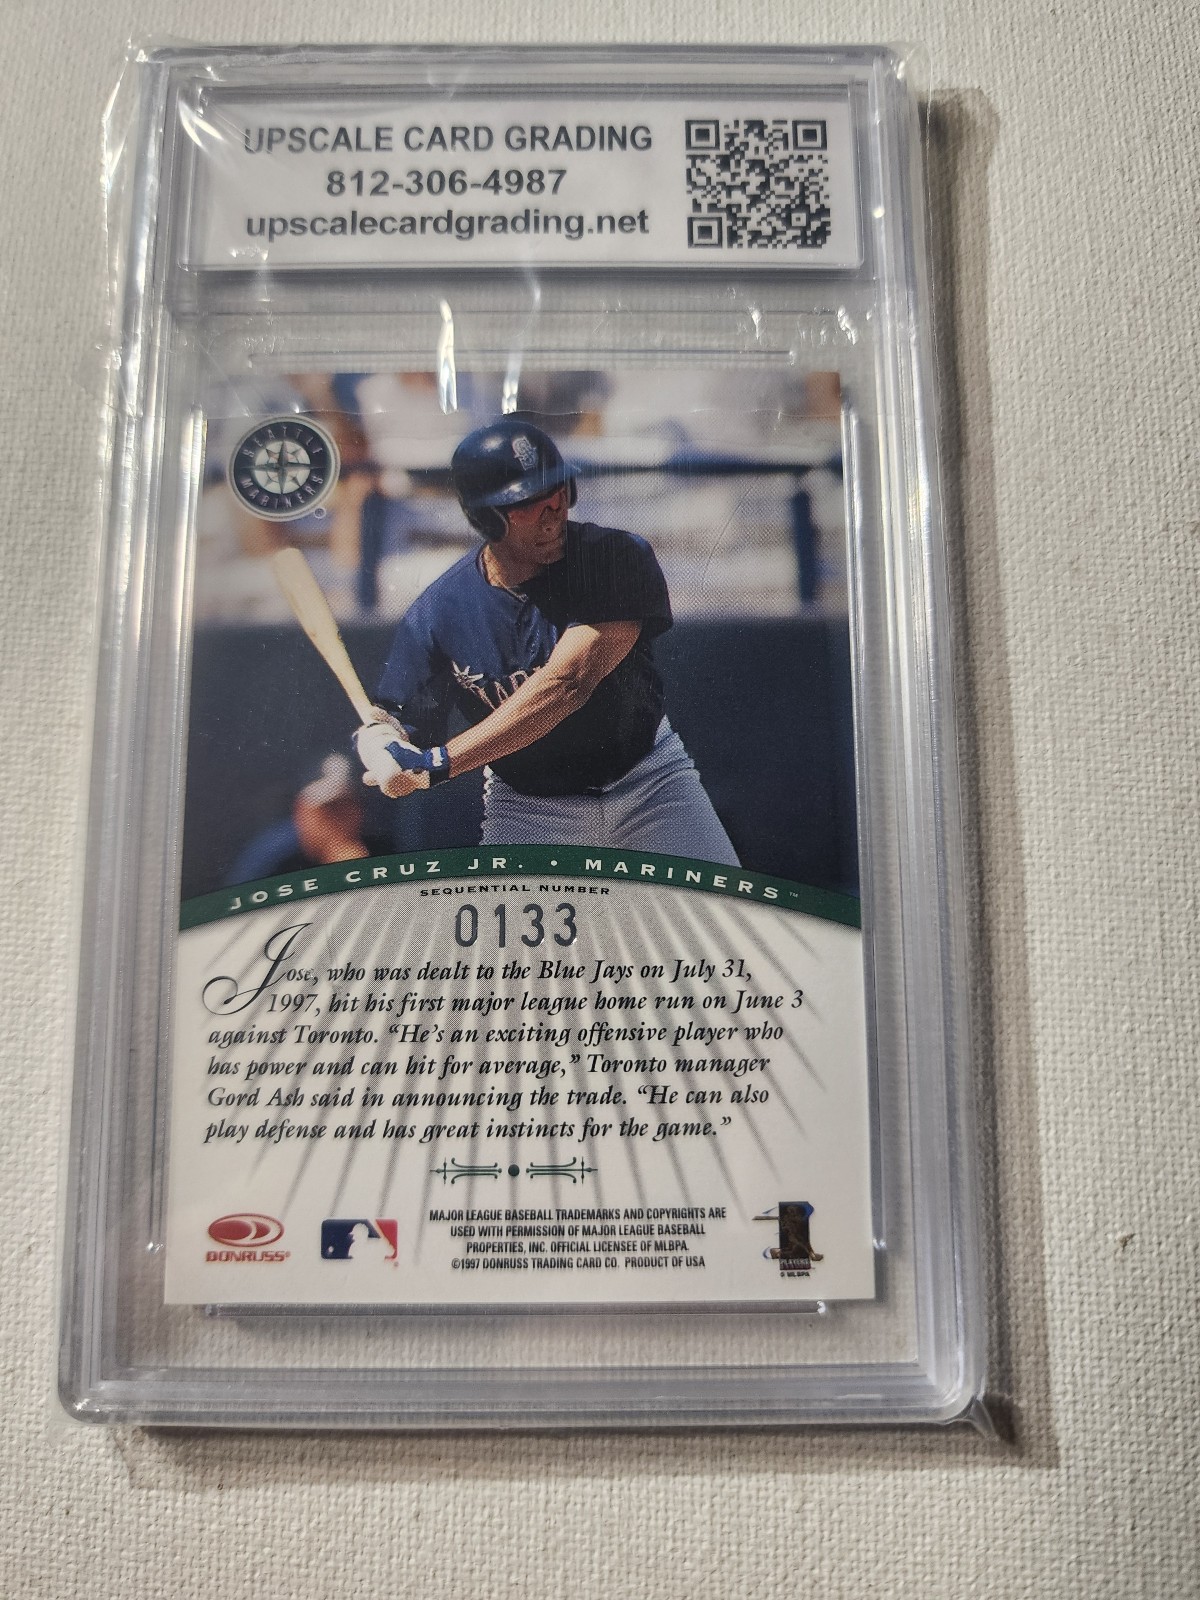 UPSCALE CARD GRADING
812-306-4987
upscalecardgrading.net
SEATTLE
MARINERS
JOSE CRUZ JR. • MARINERS™
SEQUENTIAL NUMBER
0133
Jose, who was dealt to the Blue Jays on July 31,
1997, hit his first major league home run on June 3
against Toronto. “He’s an exciting offensive player who
has power and can hit for average,” Toronto manager
Gord Ash said in announcing the trade. “He can also
play defense and has great instincts for the game.”
DONRUSS®
MAJOR LEAGUE BASEBALL TRADEMARKS AND COPYRIGHTS ARE
USED WITH PERMISSION OF MAJOR LEAGUE BASEBALL
PROPERTIES, INC. OFFICIAL LICENSEE OF MLBPA.
©1997 DONRUSS TRADING CARD CO. PRODUCT OF USA
PLAYERS
© MLBPA